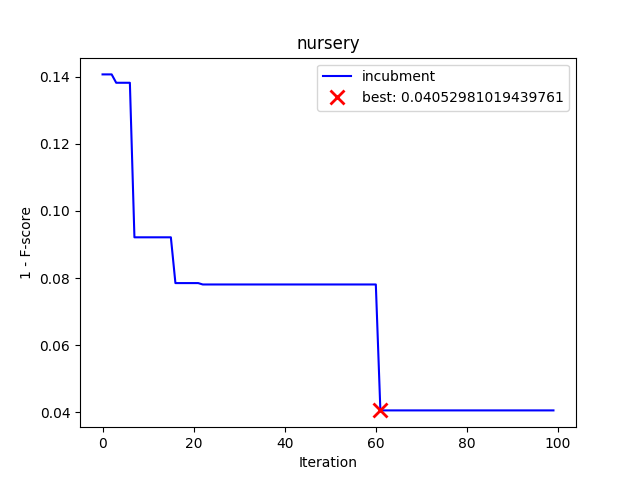 nursery
incubment
best: 0.04052981019439761
0.14
0.12
0.10
0.08
0.06
0.04
1 - F-score
0 20 40 60 80 100
Iteration